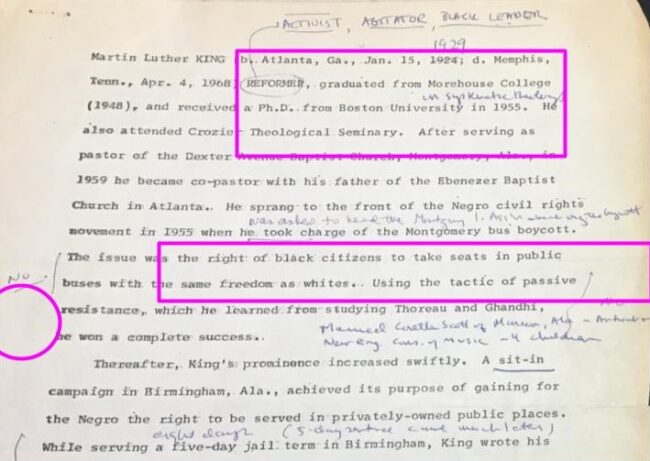 ACTIVIST, AGITATOR, BLACK LEADER
1929
Martin Luther KING (b. Atlanta, Ga., Jan. 15, 1924; d. Memphis,
Tenn., Apr. 4, 1968) REFORMER, graduated from Morehouse College
in systematic theology
(1948), and received a Ph.D. from Boston University in 1955. He
also attended Crozier Theological Seminary. After serving as
pastor of the Dexter Avenue Baptist Church, Montgomery, Ala., in
1959 he became co-pastor with his father of the Ebenezer Baptist
Church in Atlanta. He sprang to the front of the Negro civil rights
was asked to head the
movement in 1955 when he took charge of the Montgomery bus boycott.
The issue was the right of black citizens to take seats in public
NO
buses with the same freedom as whites. Using the tactic of passive
resistance, which he learned from studying Thoreau and Ghandhi,
Married Coretta Scott of Marion, Ala
he won a complete success.
New Eng Cons. of Music - 4 children
Thereafter, King's prominence increased swiftly. A sit-in
campaign in Birmingham, Ala., achieved its purpose of gaining for
the Negro the right to be served in privately-owned public places.
eight days (5-day sentence came much later)
While serving a five-day jail term in Birmingham, King wrote his